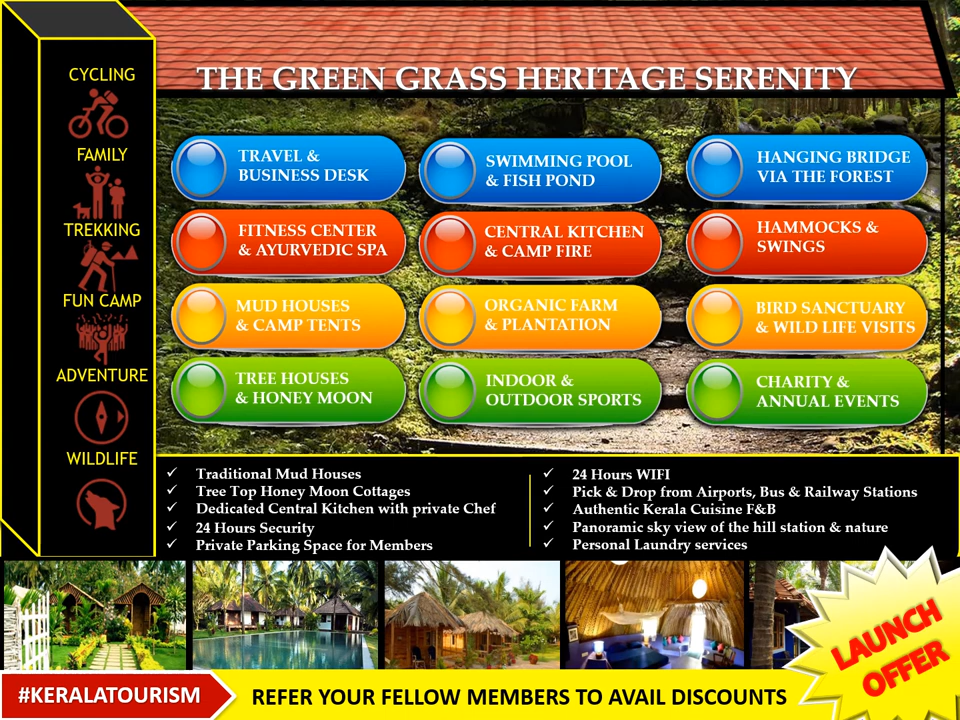 THE GREEN GRASS HERITAGE SERENITY
CYCLING
FAMILY
TREKKING
FUN CAMP
ADVENTURE
WILDLIFE
TRAVEL &
BUSINESS DESK
SWIMMING POOL
& FISH POND
HANGING BRIDGE
VIA THE FOREST
FITNESS CENTER
& AYURVEDIC SPA
CENTRAL KITCHEN
& CAMP FIRE
HAMMOCKS &
SWINGS
MUD HOUSES
& CAMP TENTS
ORGANIC FARM
& PLANTATION
BIRD SANCTUARY
& WILD LIFE VISITS
TREE HOUSES
& HONEY MOON
INDOOR &
OUTDOOR SPORTS
CHARITY &
ANNUAL EVENTS
✓ Traditional Mud Houses
✓ Tree Top Honey Moon Cottages
✓ Dedicated Central Kitchen with private Chef
✓ 24 Hours Security
✓ Private Parking Space for Members
✓ 24 Hours WIFI
✓ Pick & Drop from Airports, Bus & Railway Stations
✓ Authentic Kerala Cuisine F&B
✓ Panoramic sky view of the hill station & nature
✓ Personal Laundry services
LAUNCH
OFFER
#KERALATOURISM
REFER YOUR FELLOW MEMBERS TO AVAIL DISCOUNTS